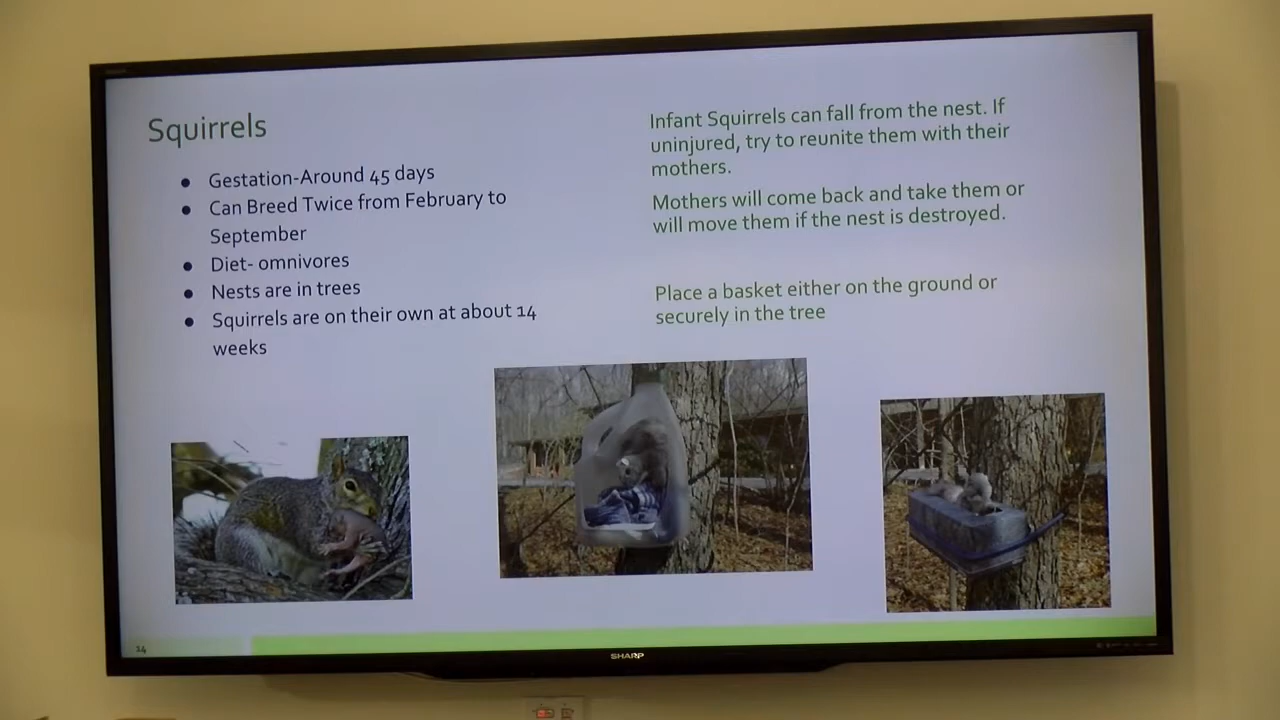 Squirrels
● Gestation-Around 45 days
● Can Breed Twice from February to
September
● Diet- omnivores
● Nests are in trees
● Squirrels are on their own at about 14
weeks
Infant Squirrels can fall from the nest. If
uninjured, try to reunite them with their
mothers.
Mothers will come back and take them or
will move them if the nest is destroyed.
Place a basket either on the ground or
securely in the tree
14
SHARP